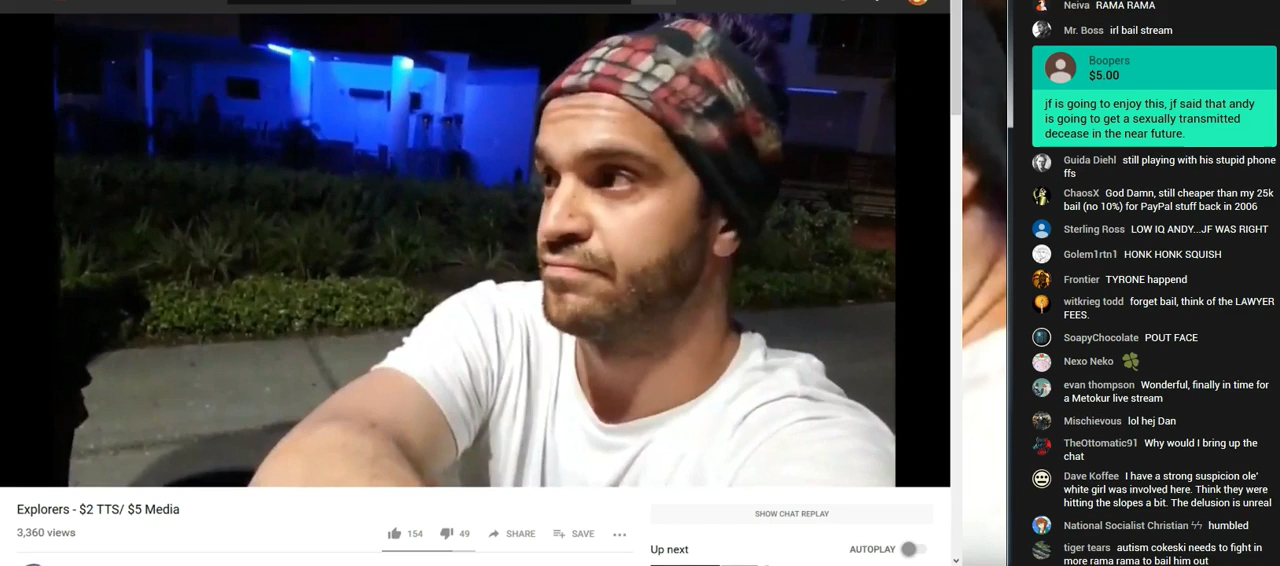 Explorers - $2 TTS/ $5 Media
3,360 views
154
49
SHARE
SAVE
SHOW CHAT REPLAY
Up next
AUTOPLAY
Neiva RAMA RAMA
Mr. Boss irl bail stream
Boopers
$5.00
jf is going to enjoy this, jf said that andy
is going to get a sexually transmitted
decease in the near future.
Guida Diehl still playing with his stupid phone
ffs
ChaosX God Damn, still cheaper than my 25k
bail (no 10%) for PayPal stuff back in 2006
Sterling Ross LOW IQ ANDY...JF WAS RIGHT
Golem1rtn1 HONK HONK SQUISH
Frontier TYRONE happend
witkrieg todd forget bail, think of the LAWYER
FEES.
SoapyChocolate POUT FACE
Nexo Neko
evan thompson Wonderful, finally in time for
a Metokur live stream
Mischievous lol hej Dan
TheOttomatic91 Why would I bring up the
chat
Dave Koffee I have a strong suspicion ole'
white girl was involved here. Think they were
hitting the slopes a bit. The delusion is unreal
National Socialist Christian ϟϟ humbled
tiger tears autism cokeski needs to fight in
more rama rama to bail him out